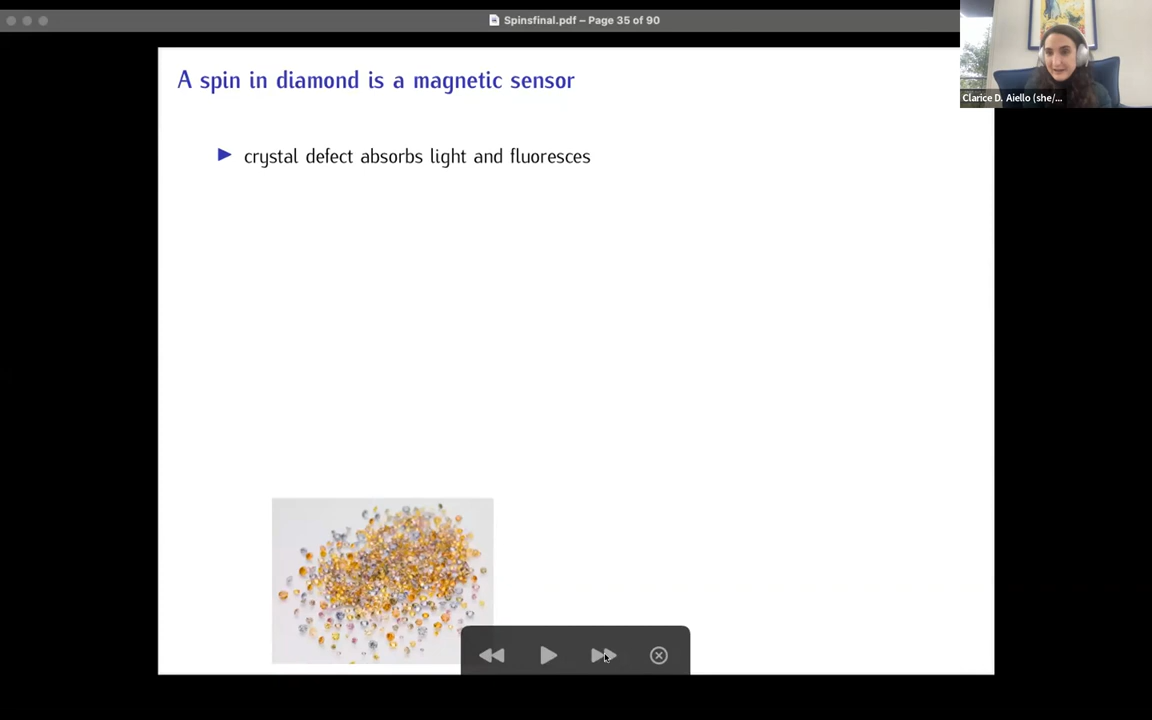 Spinsfinal.pdf – Page 35 of 90
Clarice D. Aiello (she/...
A spin in diamond is a magnetic sensor
crystal defect absorbs light and fluoresces